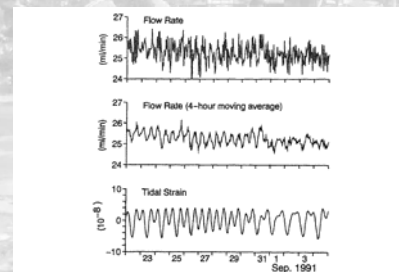 27
Flow Rate
26
(ml/min)
25
24
27
Flow Rate (4-hour moving average)
26
(ml/min)
25
24
10
Tidal Strain
(10⁻⁸)
0
-10
23 25 27 29 31 1 3
Sep. 1991